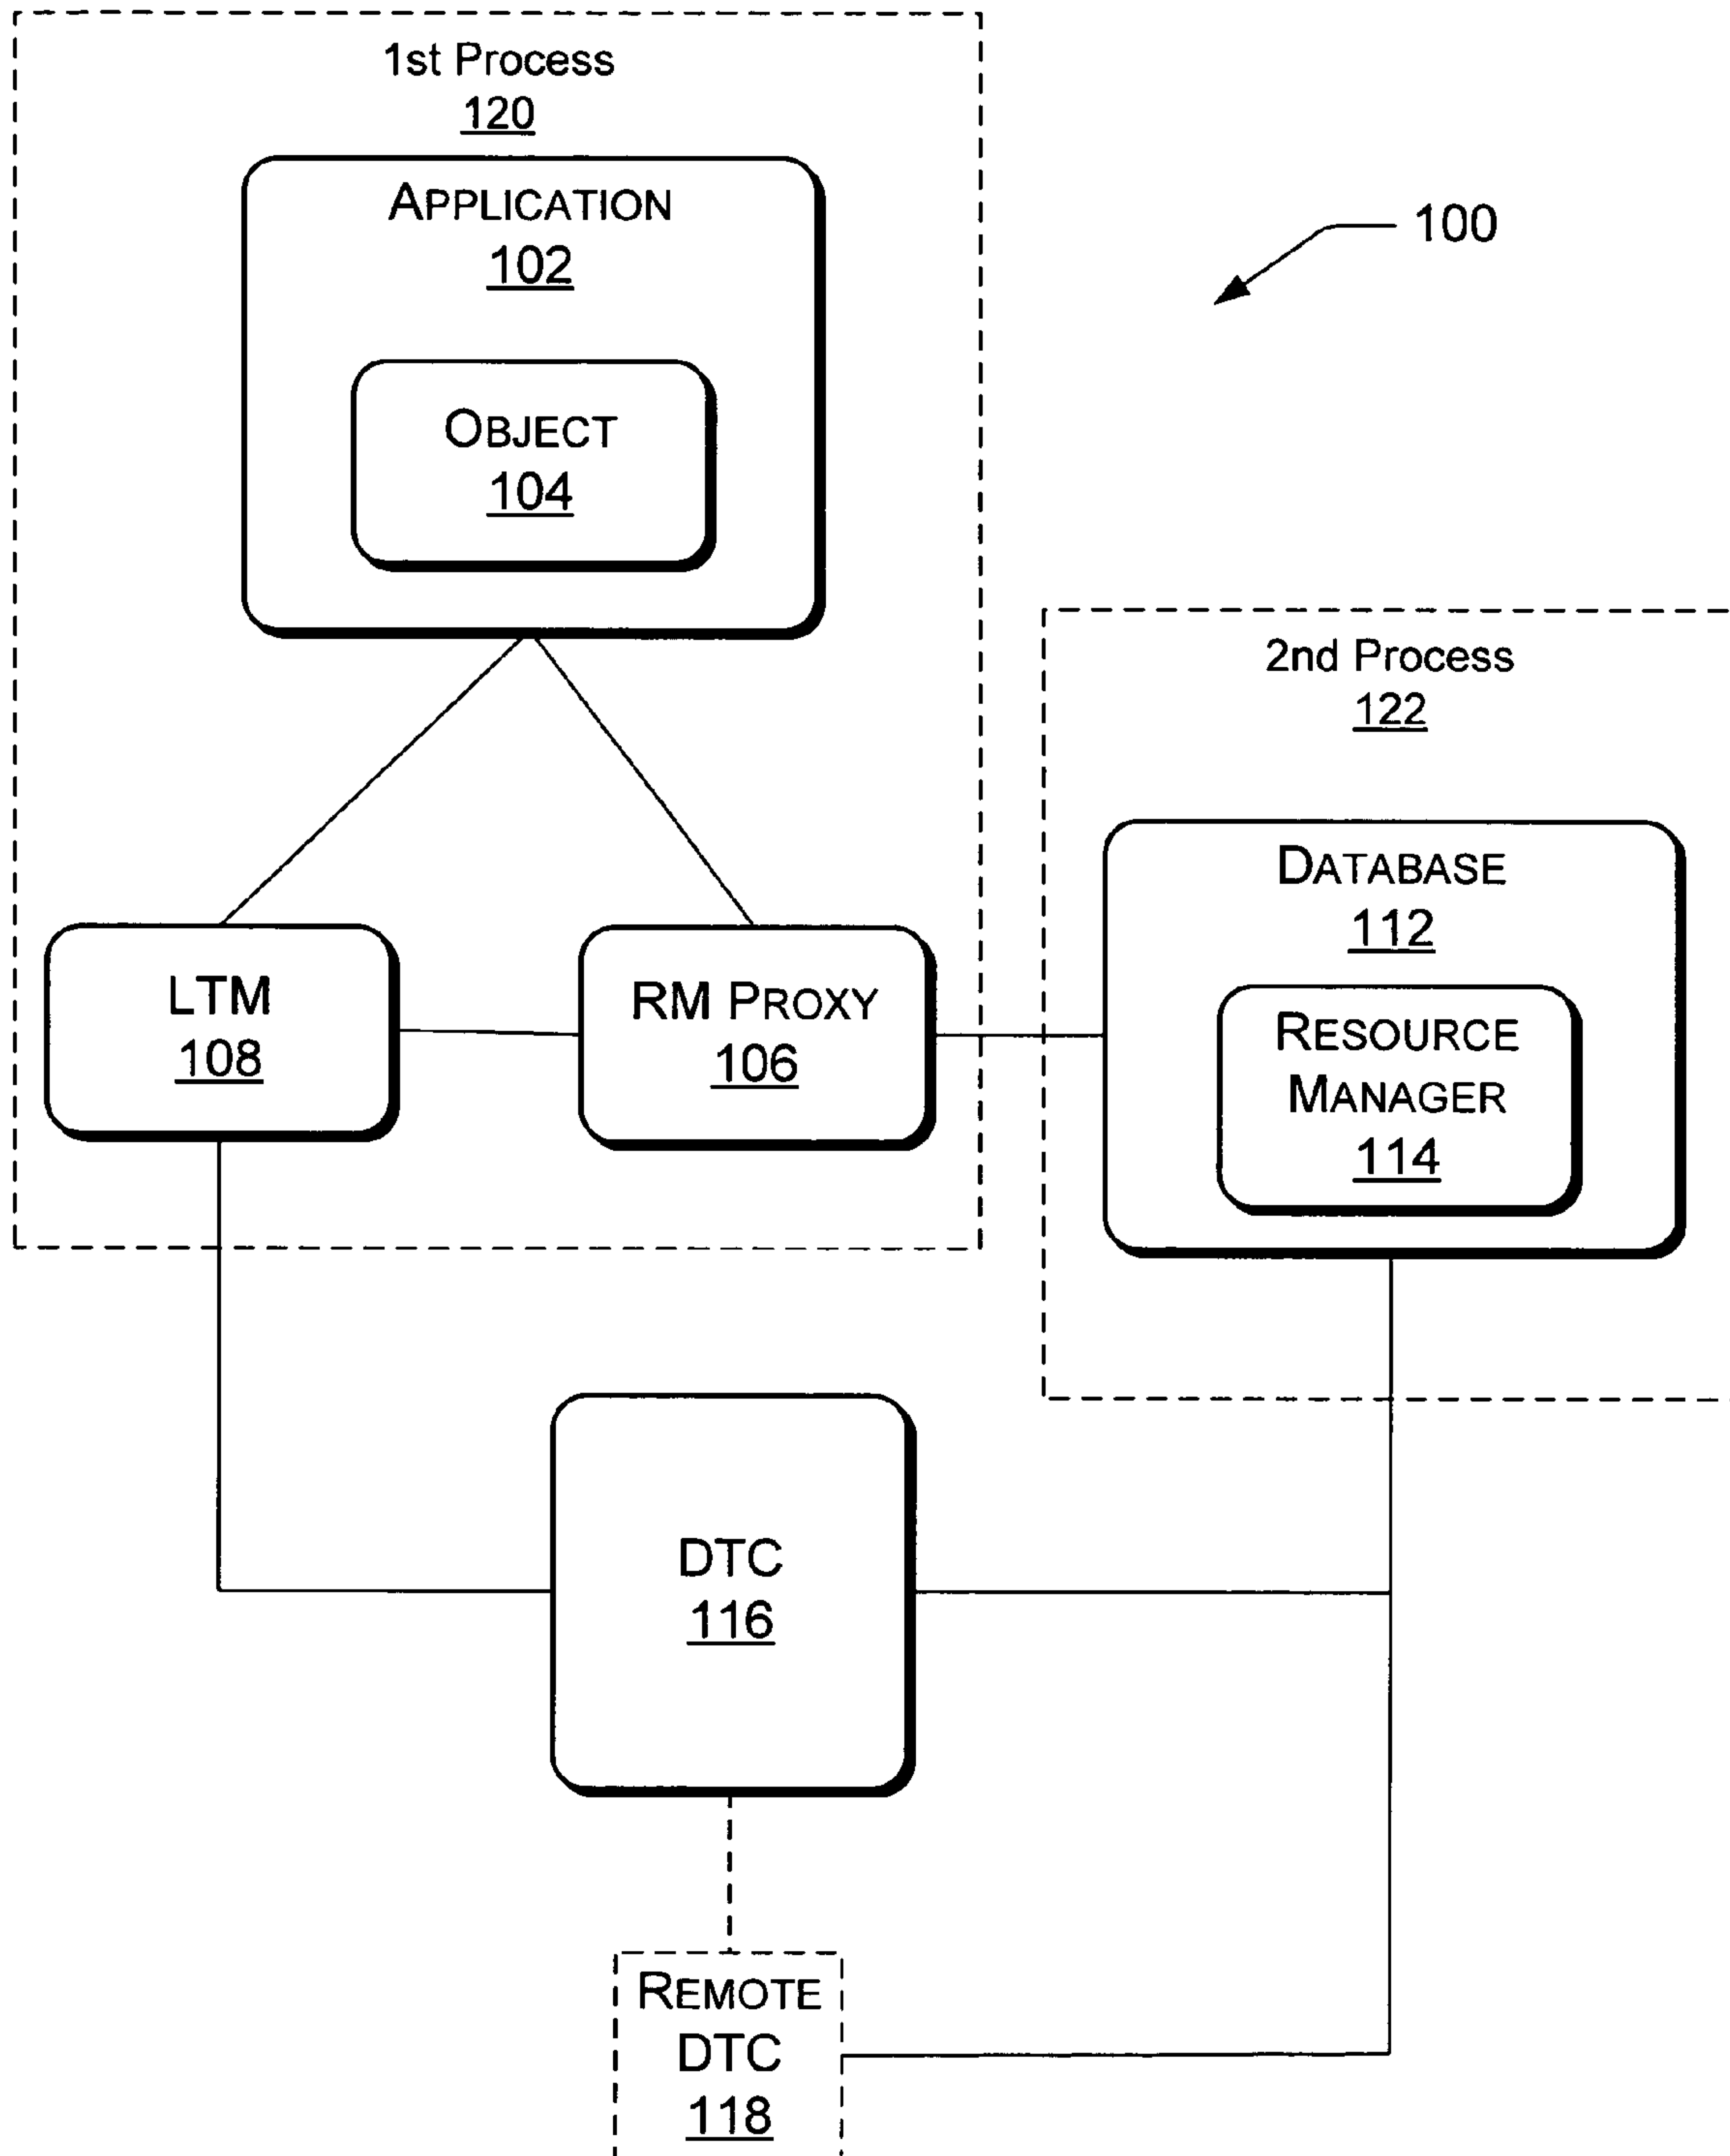 1st Process
120
APPLICATION
102
100
OBJECT
104
2nd Process
122
DATABASE
112
LTM
108
RM PROXY
106
RESOURCE
MANAGER
114
DTC
116
REMOTE
DTC
118